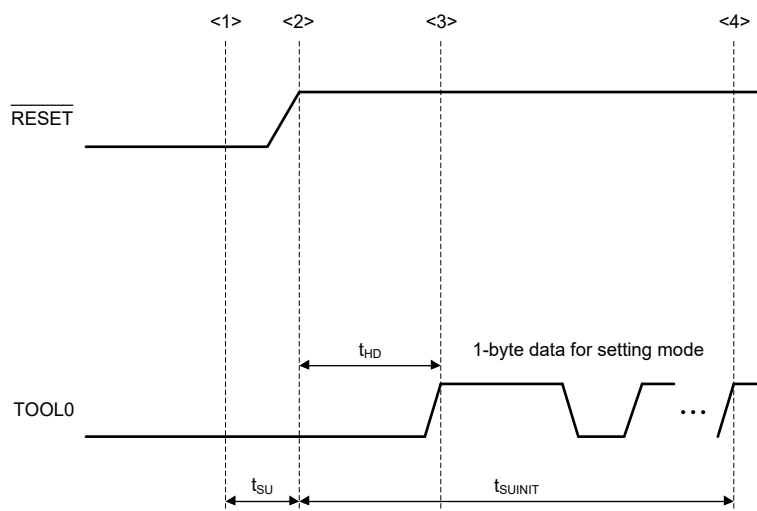 <1> <2> <3> <4>
RESET
tHD 1-byte data for setting mode
TOOL0
...
tSU tSUINIT